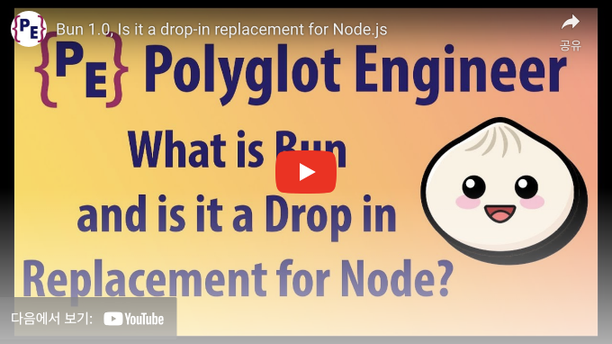 {PE} Bun 1.0, Is it a drop-in replacement for Node.js
공유
{PE} Polyglot Engineer
What is Bun
and is it a Drop in
Replacement for Node?
다음에서 보기: YouTube